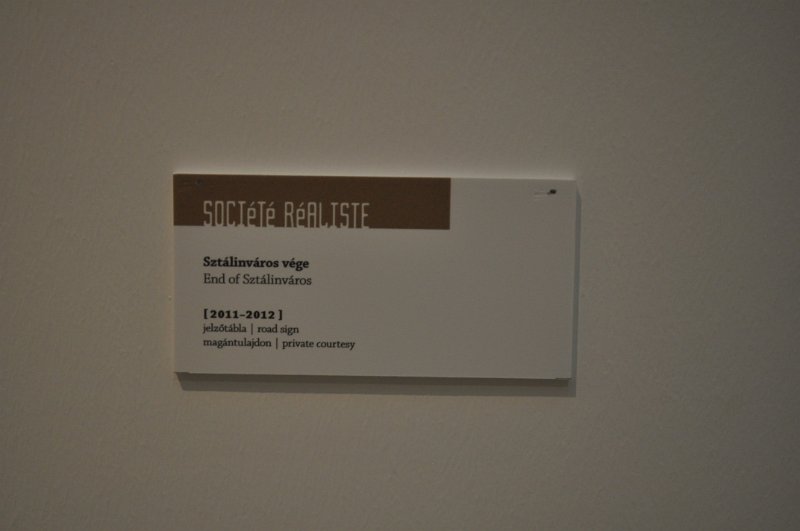 SOCIéTé RéALISTE
Sztálinváros vége
End of Sztálinváros
[2011–2012]
jelzőtábla | road sign
magántulajdon | private courtesy